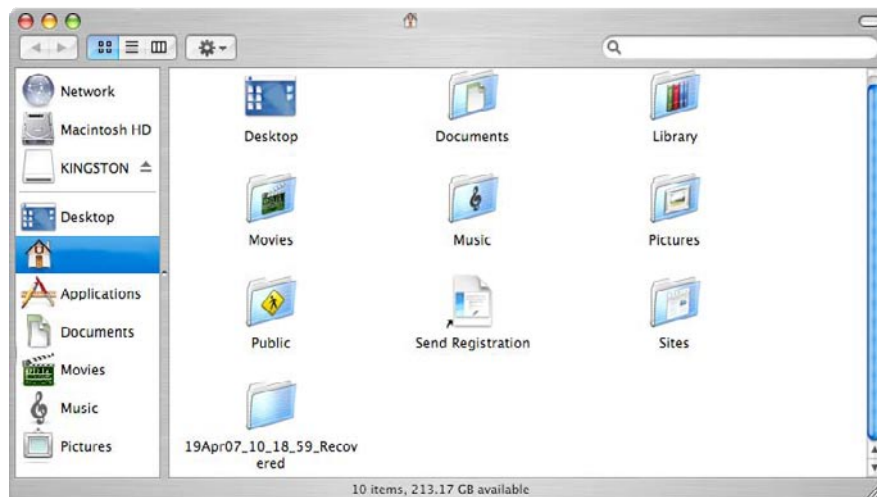 Network
Macintosh HD
KINGSTON
Desktop
Applications
Documents
Movies
Music
Pictures
Desktop
Documents
Library
Movies
Music
Pictures
Public
Send Registration
Sites
19Apr07_10_18_59_Recov
ered
10 items, 213.17 GB available